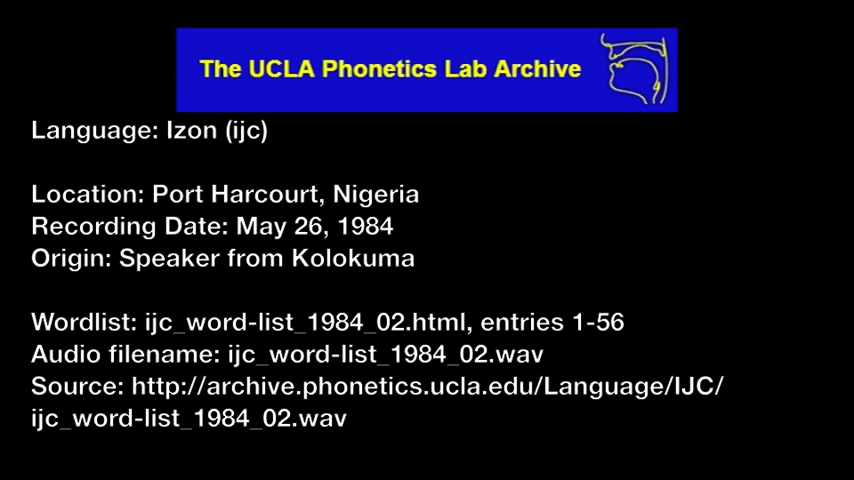 The UCLA Phonetics Lab Archive
Language: Izon (ijc)
Location: Port Harcourt, Nigeria
Recording Date: May 26, 1984
Origin: Speaker from Kolokuma
Wordlist: ijc_word-list_1984_02.html, entries 1-56
Audio filename: ijc_word-list_1984_02.wav
Source: http://archive.phonetics.ucla.edu/Language/IJC/
ijc_word-list_1984_02.wav